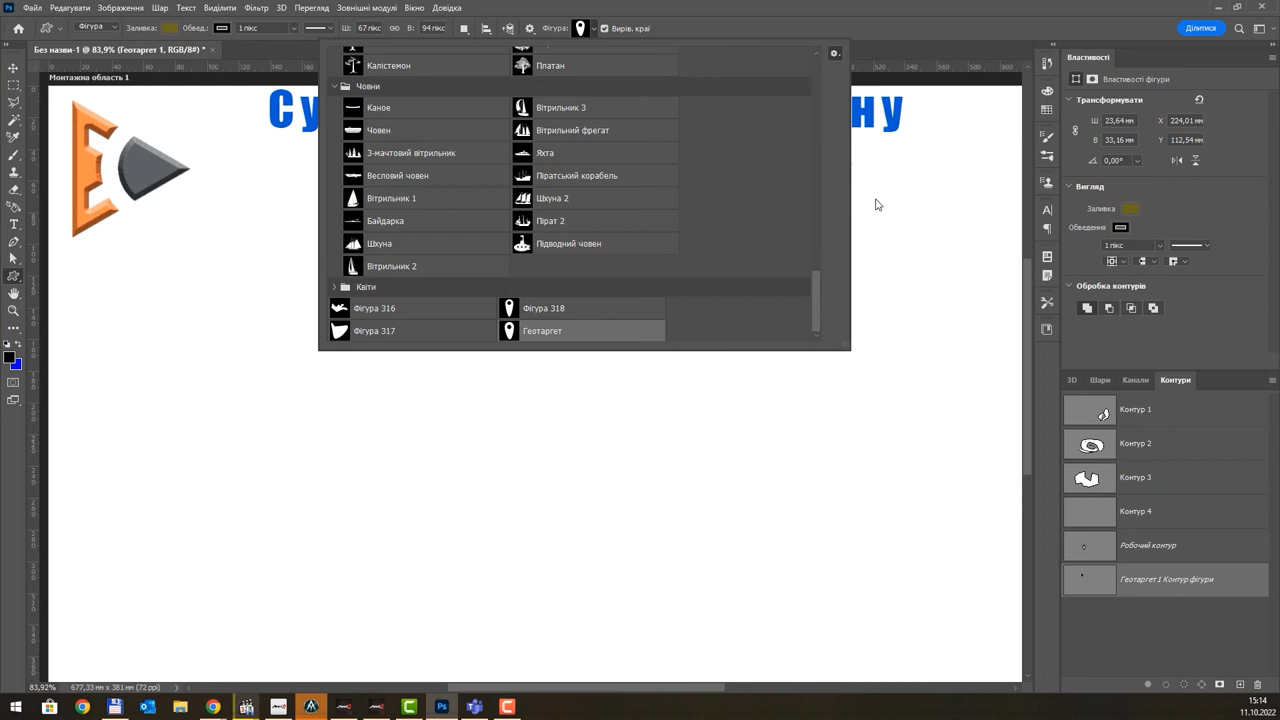 Файл Редагувати Зображення Шар Текст Виділити Фільтр 3D Перегляд Зовнішні модулі Вікно Довідка
Фігура Заливка: Обвед.: 1 пікс Ш: 67 пікс В: 94 пікс Фігура: Вирівн. краї Ділитися
Без назви-1 @ 83,9% (Геотаргет 1, RGB/8#) *
Монтажна область 1
Су
ну
Калістемон Платан
Човни
Каное Вітрильник 3
Човен Вітрильний фрегат
3-мачтовий вітрильник Яхта
Весловий човен Піратський корабель
Вітрильник 1 Шхуна 2
Байдарка Пірат 2
Шхуна Підводний човен
Вітрильник 2
Квіти
Фігура 316 Фігура 318
Фігура 317 Геотаргет
Властивості
Властивості фігури
Трансформувати
Ш 23,64 мм X 224,01 мм
В 33,16 мм Y 112,54 мм
0,00°
Вигляд
Заливка
Обведення
1 пікс
Обробка контурів
3D Шари Канали Контури
Контур 1
Контур 2
Контур 3
Контур 4
Робочий контур
Геотаргет 1 Контур фігури
83,92% 677,33 мм x 381 мм (72 ppi)
15:14
11.10.2022